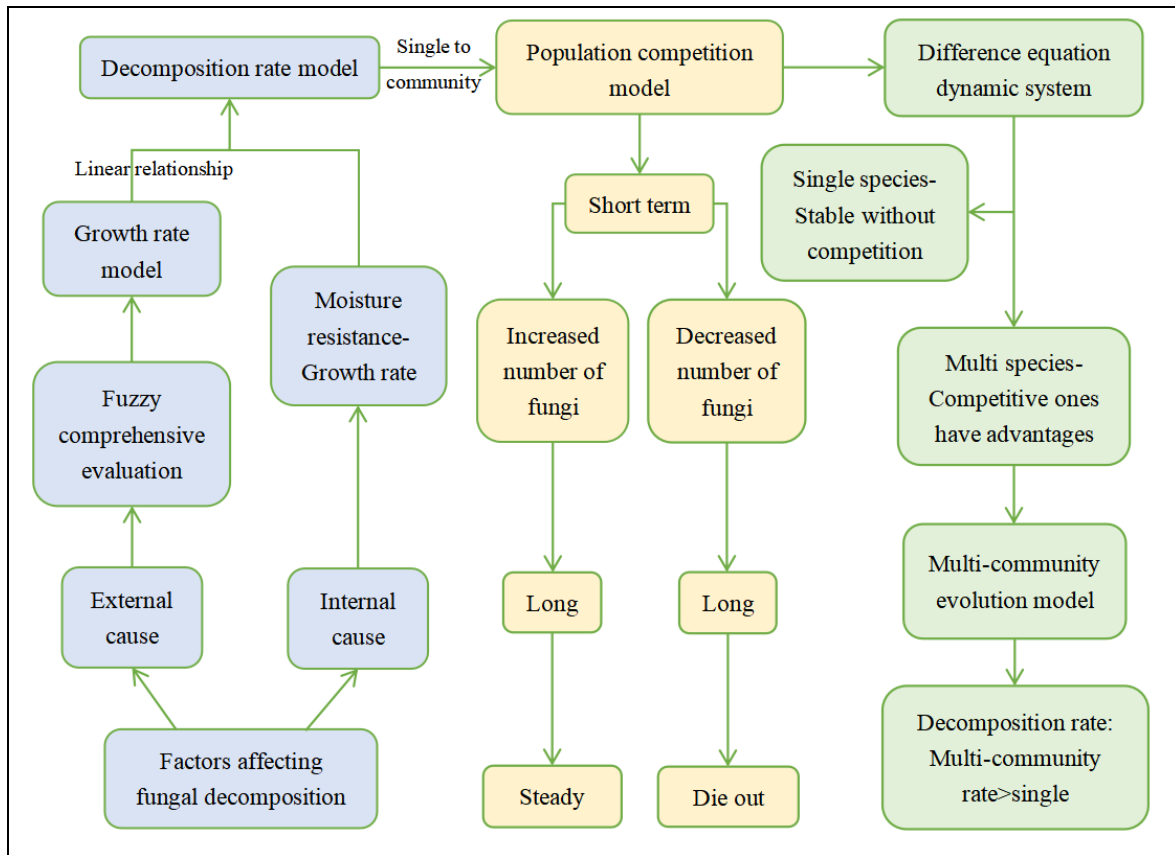 Decomposition rate model
Single to
community
Population competition
model
Difference equation
dynamic system
Linear relationship
Growth rate
model
Moisture
resistance-
Growth rate
Fuzzy
comprehensive
evaluation
External
cause
Internal
cause
Factors affecting
fungal decomposition
Short term
Increased
number of
fungi
Decreased
number of
fungi
Long
Long
Steady
Die out
Single species-
Stable without
competition
Multi species-
Competitive ones
have advantages
Multi-community
evolution model
Decomposition rate:
Multi-community
rate>single